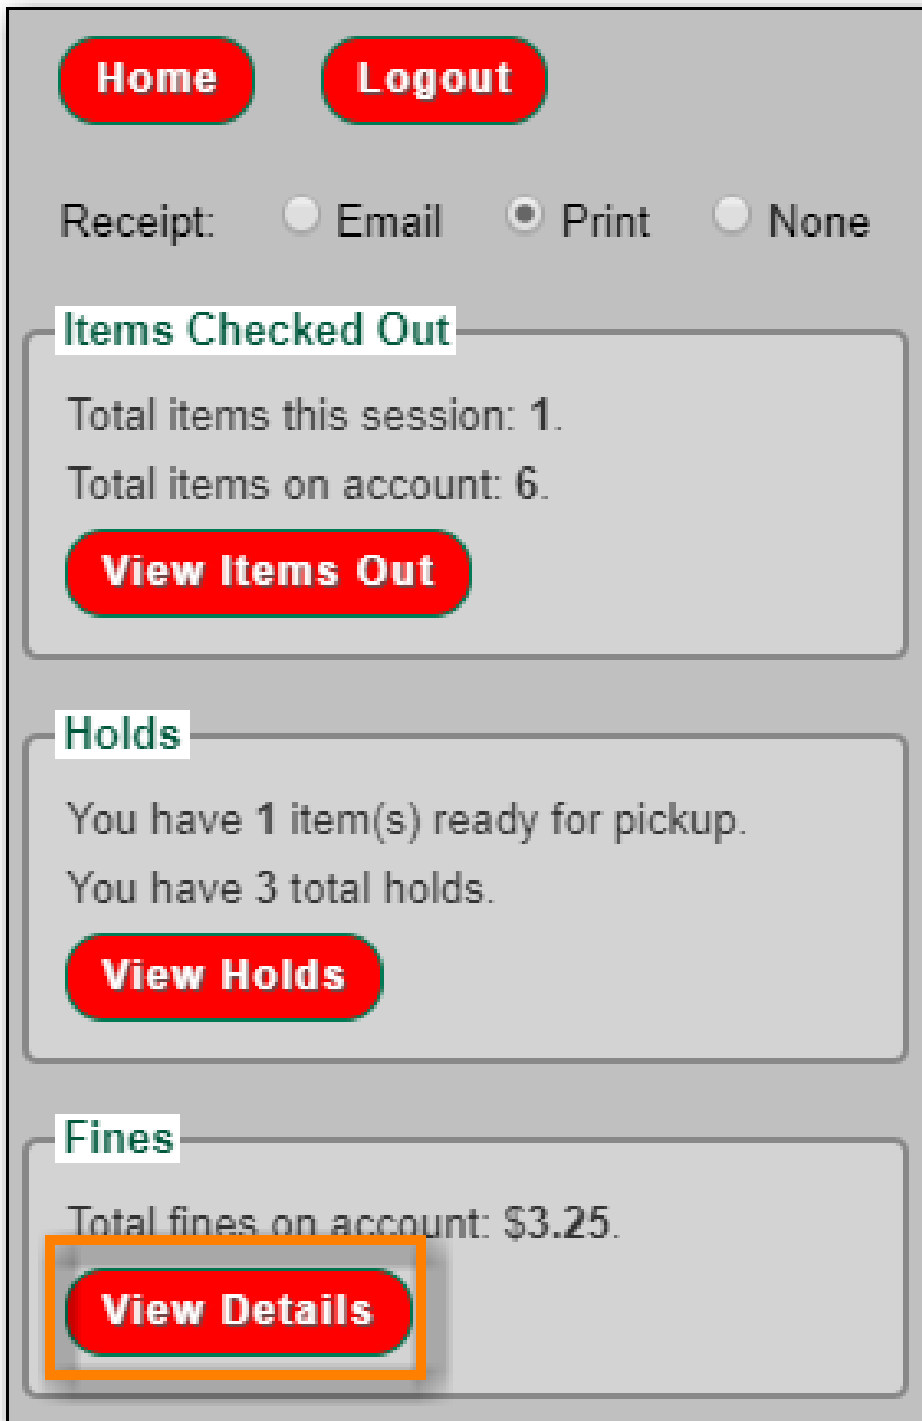 Home Logout
Receipt: Email Print None
Items Checked Out
Total items this session: 1.
Total items on account: 6.
View Items Out
Holds
You have 1 item(s) ready for pickup.
You have 3 total holds.
View Holds
Fines
Total fines on account: $3.25.
View Details